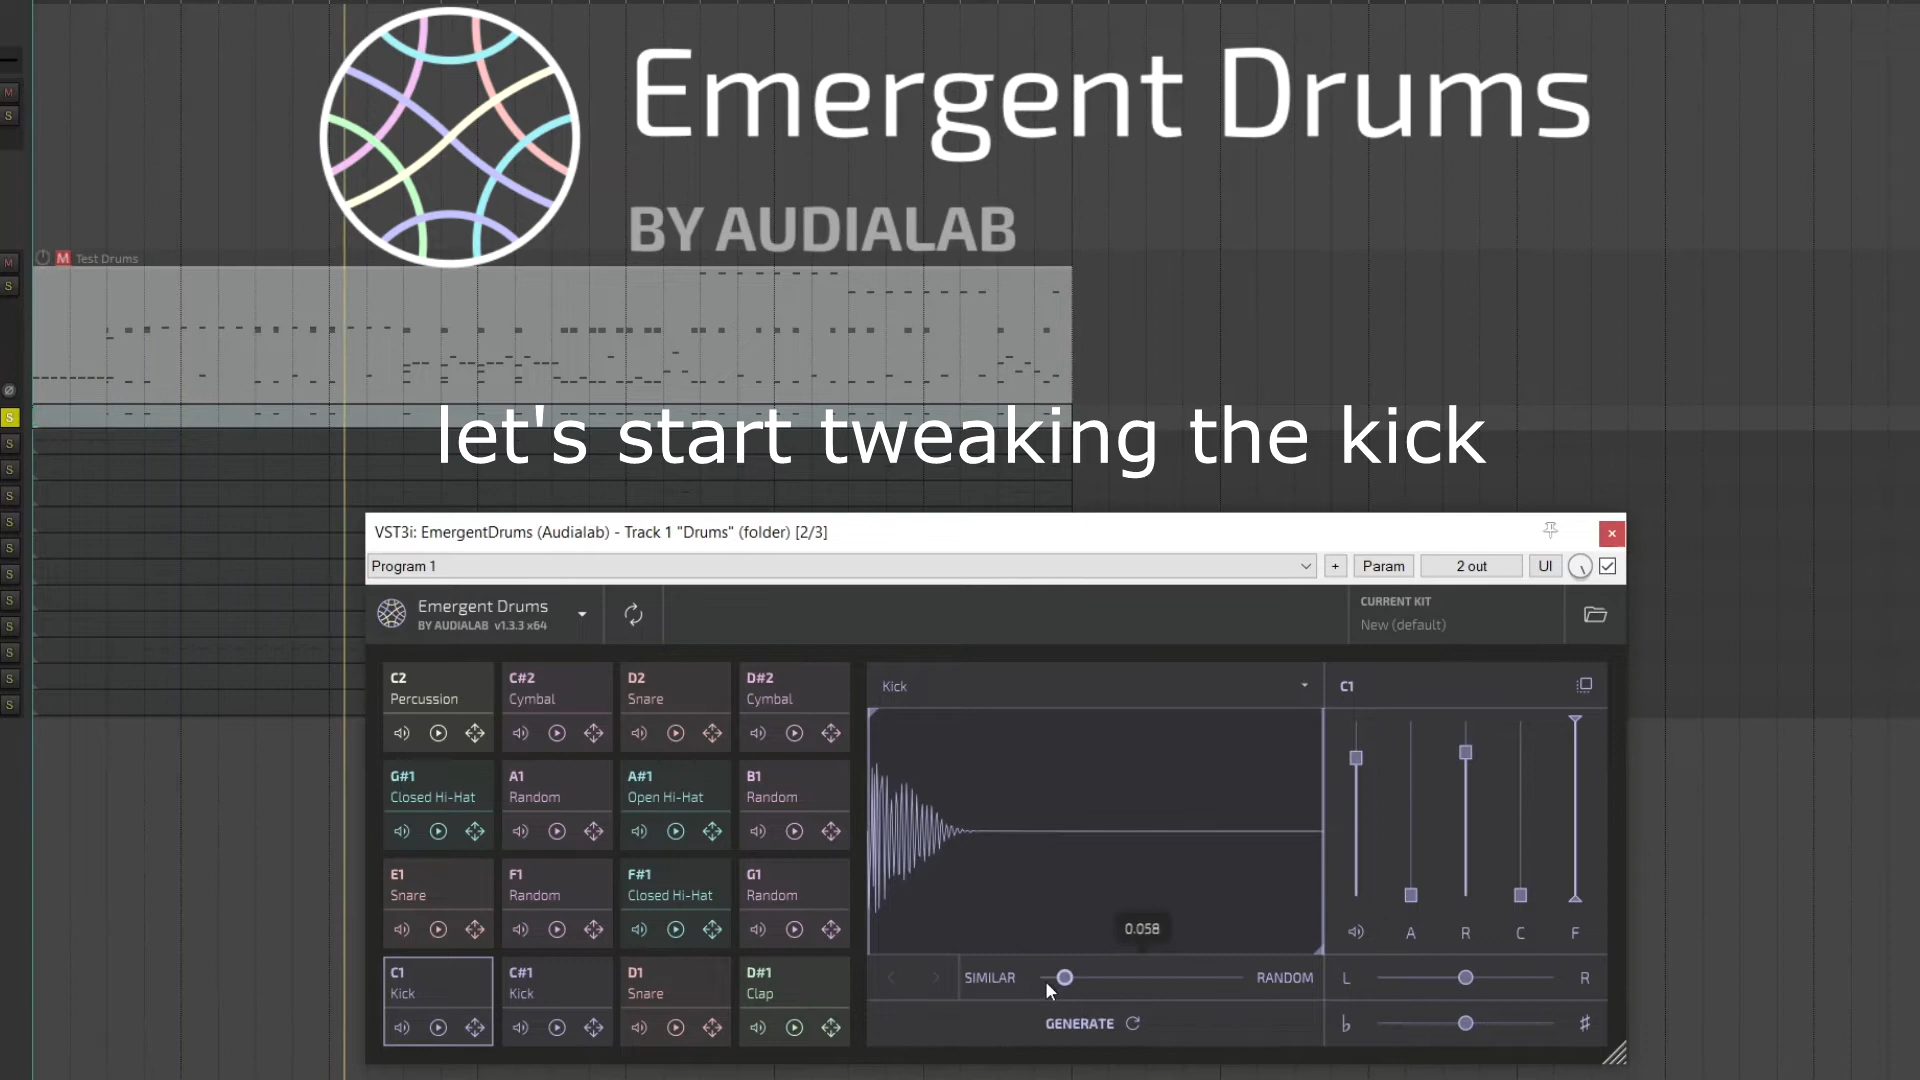 Emergent Drums
BY AUDIALAB
M
S
M Test Drums
M
S
let's start tweaking the kick
S
S
S
S
S
S
S
S
S
S
S
S
VST3i: EmergentDrums (Audialab) - Track 1 "Drums" (folder) [2/3]
Program 1
+
Param
2 out
UI
Emergent Drums
BY AUDIALAB v1.3.3 x64
CURRENT KIT
New (default)
C2
Percussion
C#2
Cymbal
D2
Snare
D#2
Cymbal
G#1
Closed Hi-Hat
A1
Random
A#1
Open Hi-Hat
B1
Random
E1
Snare
F1
Random
F#1
Closed Hi-Hat
G1
Random
C1
Kick
C#1
Kick
D1
Snare
D#1
Clap
Kick
C1
0.058
A R C F
SIMILAR
RANDOM
L
R
GENERATE
♭
♯